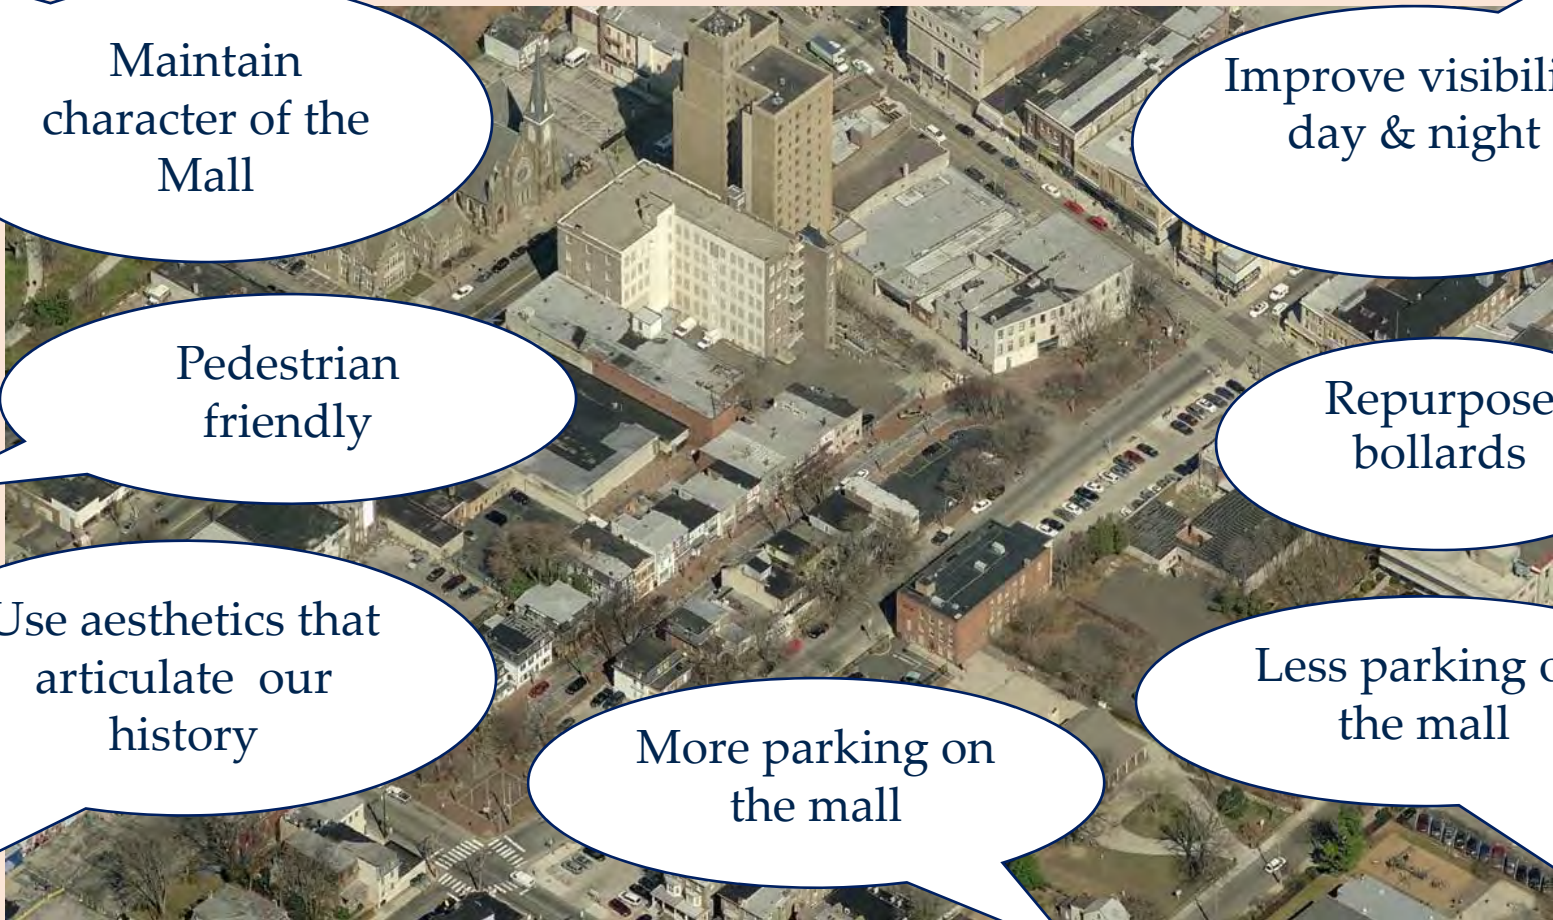 Maintain
character of the
Mall
Improve visibili
day & night
Pedestrian
friendly
Repurpose
bollards
Use aesthetics that
articulate our
history
Less parking o
the mall
More parking on
the mall